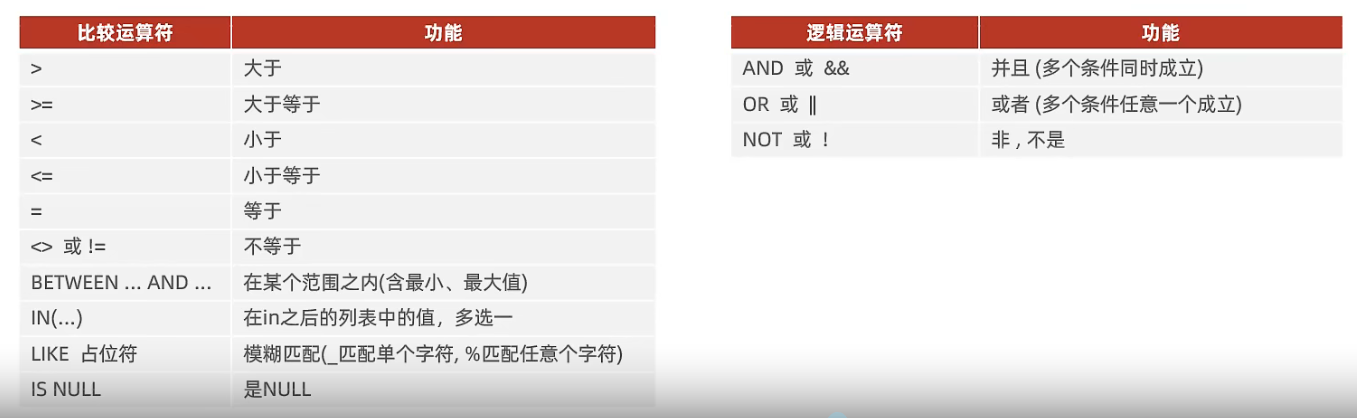 比较运算符 功能
> 大于
>= 大于等于
< 小于
<= 小于等于
= 等于
<> 或 != 不等于
BETWEEN ... AND ... 在某个范围之内(含最小、最大值)
IN(...) 在in之后的列表中的值，多选一
LIKE 占位符 模糊匹配(_匹配单个字符, %匹配任意个字符)
IS NULL 是NULL
逻辑运算符 功能
AND 或 && 并且 (多个条件同时成立)
OR 或 || 或者 (多个条件任意一个成立)
NOT 或 ! 非 , 不是